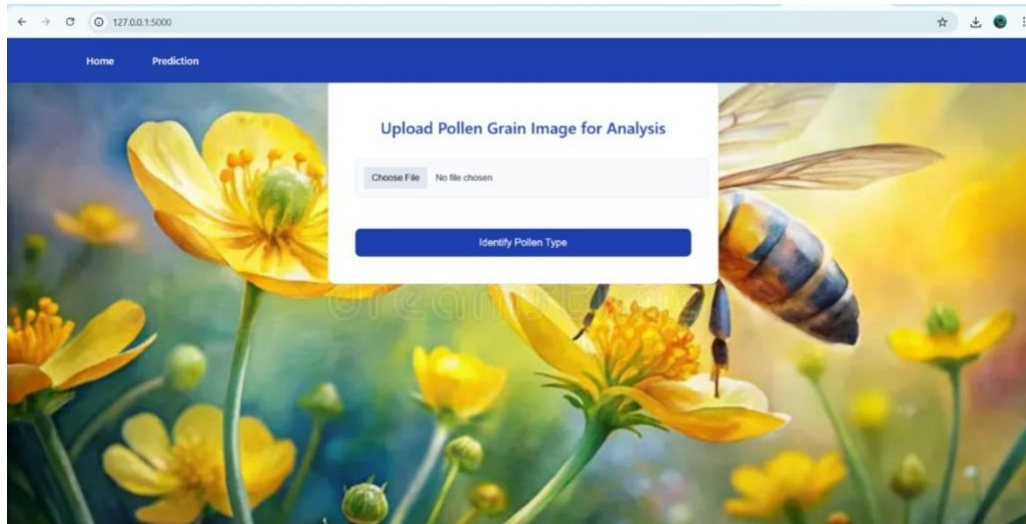 127.0.0.1:5000
Home Prediction
Upload Pollen Grain Image for Analysis
Choose File No file chosen
Identify Pollen Type